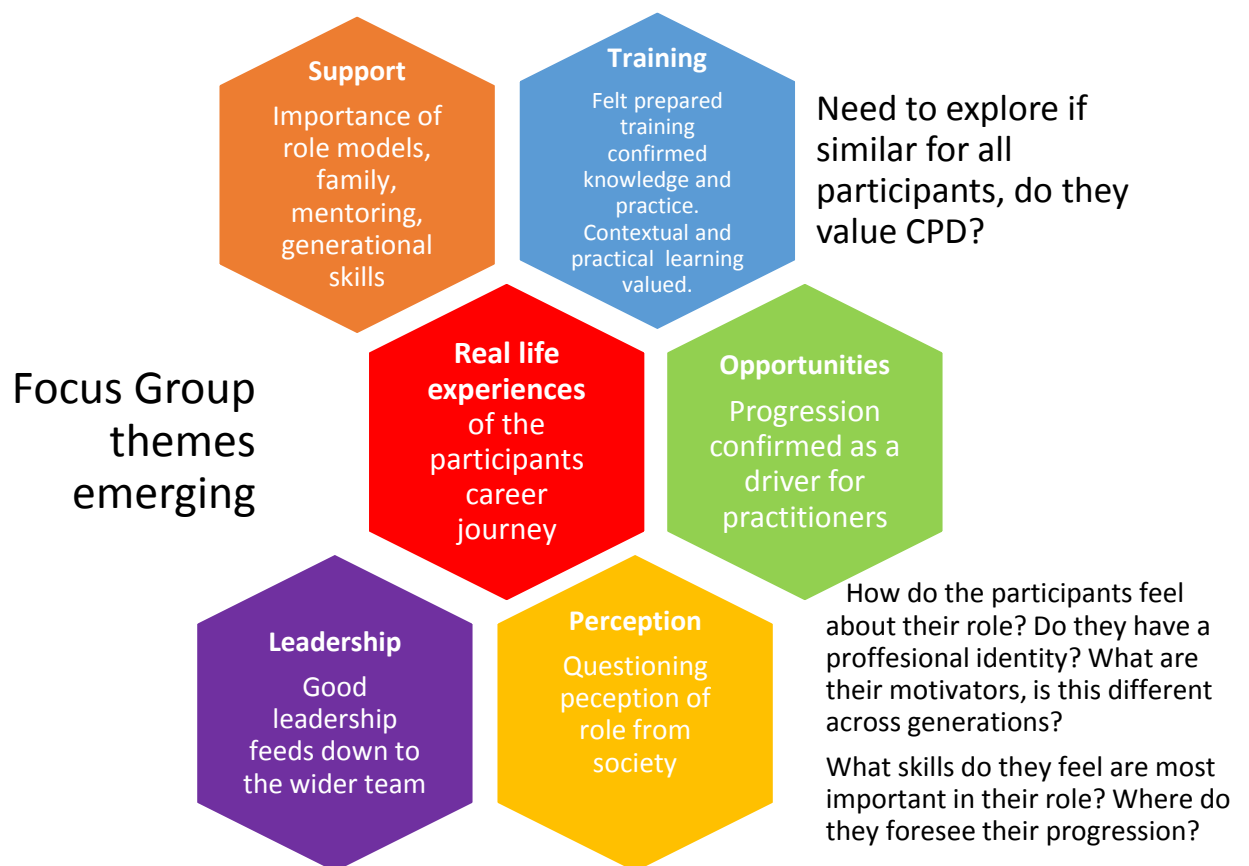 Support
Importance of
role models,
family,
mentoring,
generational
skills
Training
Felt prepared
training
confirmed
knowledge and
practice.
Contextual and
practical learning
valued.
Need to explore if
similar for all
participants, do they
value CPD?
Focus Group
themes
emerging
Real life
experiences
of the
participants
career
journey
Opportunities
Progression
confirmed as a
driver for
practitioners
Leadership
Good
leadership
feeds down to
the wider team
Perception
Questioning
peception of
role from
society
How do the participants feel
about their role? Do they have a
proffesional identity? What are
their motivators, is this different
across generations?
What skills do they feel are most
important in their role? Where do
they foresee their progression?